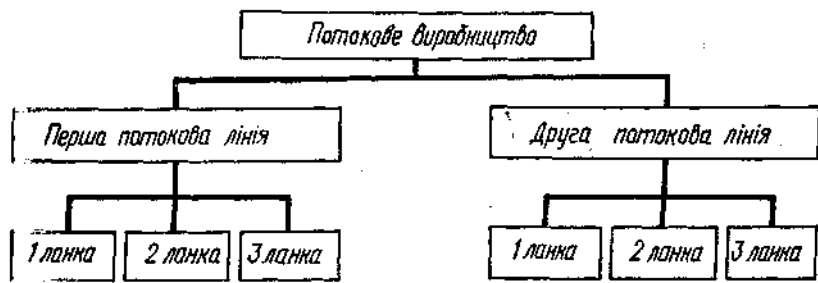 Потокове виробництво
Перша потокова лінія
Друга потокова лінія
1 ланка
2 ланка
3 ланка
1 ланка
2 ланка
3 ланка